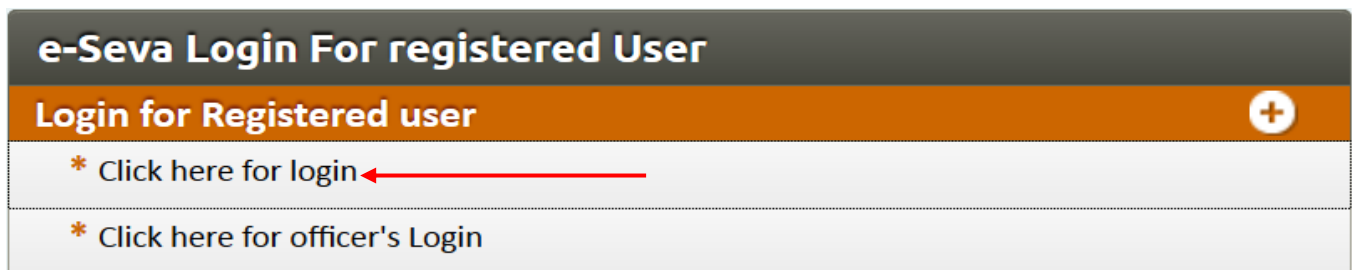 e-Seva Login For registered User
Login for Registered user
* Click here for login
* Click here for officer's Login